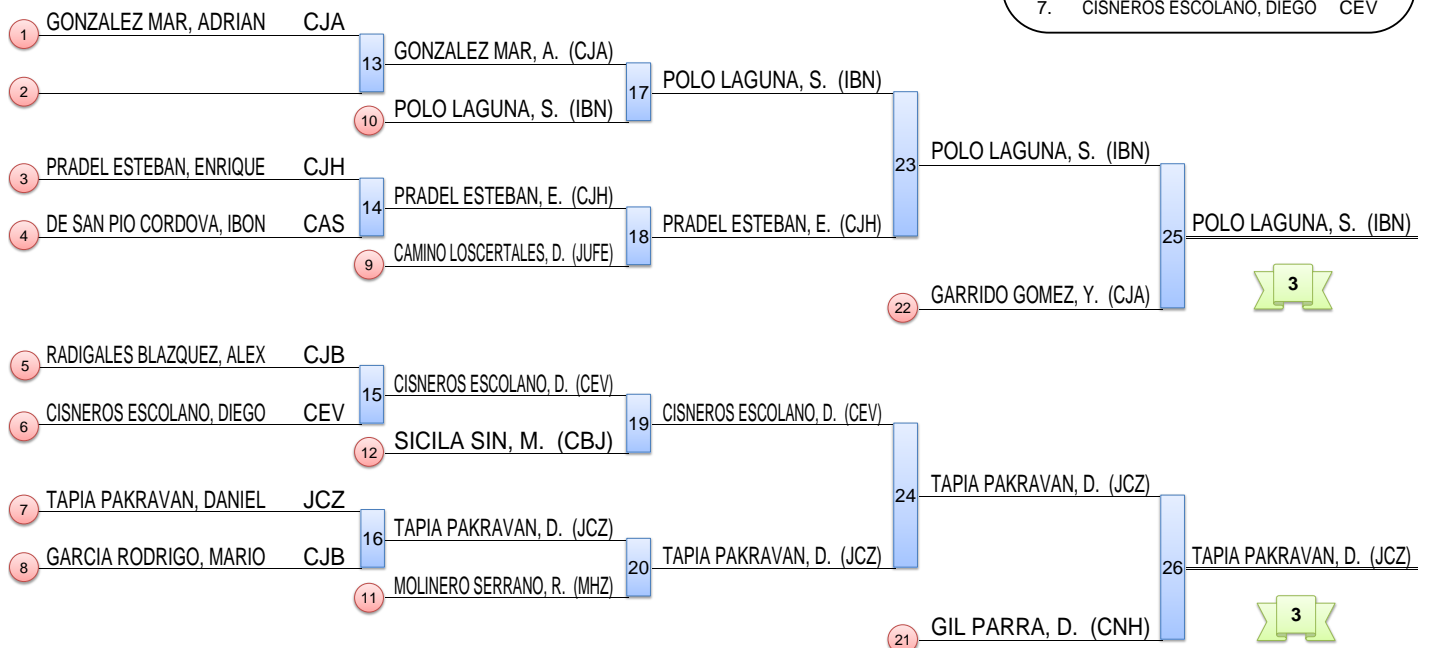 7. CISNEROS ESCOLANO, DIEGO CEV
1 GONZALEZ MAR, ADRIAN CJA
13 GONZALEZ MAR, A. (CJA)
2
17 POLO LAGUNA, S. (IBN)
10 POLO LAGUNA, S. (IBN)
23 POLO LAGUNA, S. (IBN)
3 PRADEL ESTEBAN, ENRIQUE CJH
14 PRADEL ESTEBAN, E. (CJH)
4 DE SAN PIO CORDOVA, IBON CAS
18 PRADEL ESTEBAN, E. (CJH)
9 CAMINO LOSCERTALES, D. (JUFE)
25 POLO LAGUNA, S. (IBN)
3
22 GARRIDO GOMEZ, Y. (CJA)
5 RADIGALES BLAZQUEZ, ALEX CJB
15 CISNEROS ESCOLANO, D. (CEV)
6 CISNEROS ESCOLANO, DIEGO CEV
19 CISNEROS ESCOLANO, D. (CEV)
12 SICILA SIN, M. (CBJ)
24 TAPIA PAKRAVAN, D. (JCZ)
7 TAPIA PAKRAVAN, DANIEL JCZ
16 TAPIA PAKRAVAN, D. (JCZ)
8 GARCIA RODRIGO, MARIO CJB
20 TAPIA PAKRAVAN, D. (JCZ)
11 MOLINERO SERRANO, R. (MHZ)
26 TAPIA PAKRAVAN, D. (JCZ)
3
21 GIL PARRA, D. (CNH)